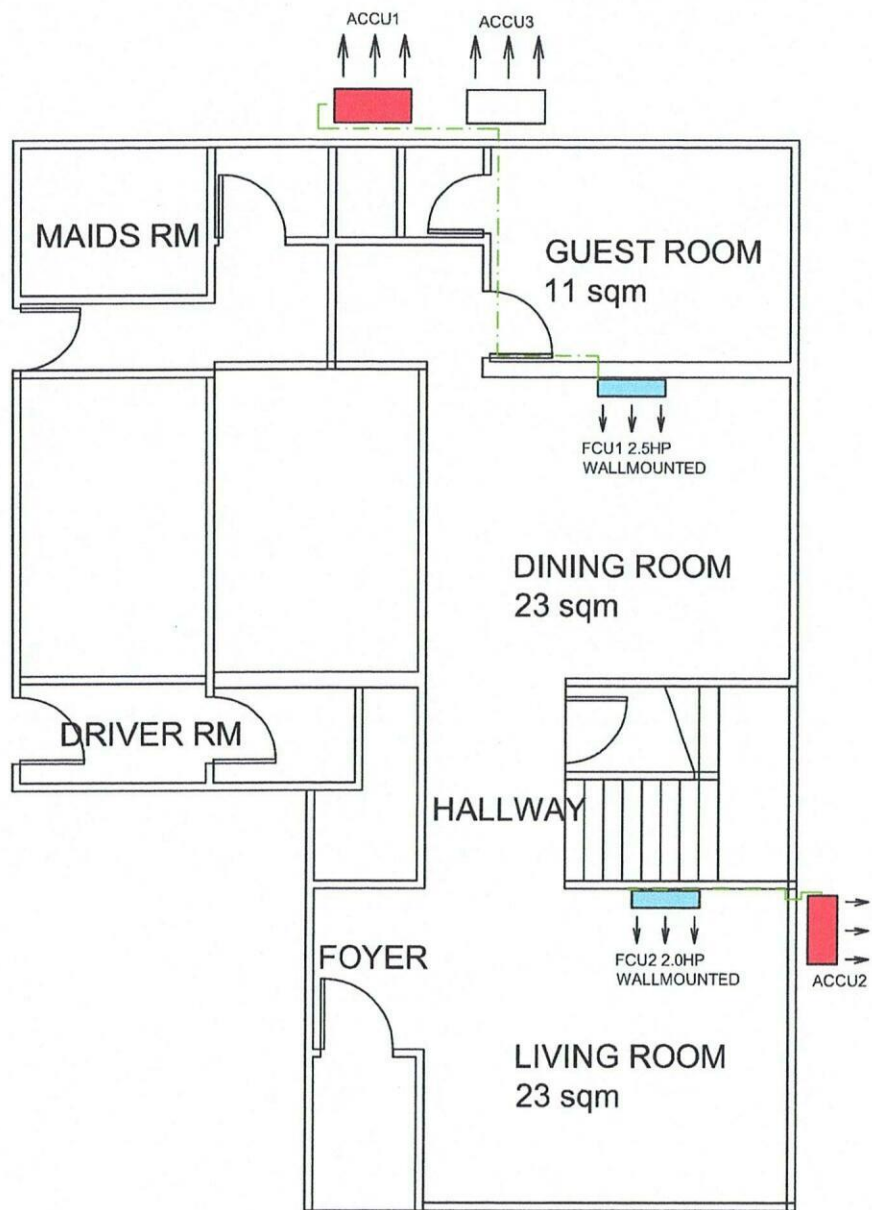 ACCU1
ACCU3
MAIDS RM
GUEST ROOM
11 sqm
FCU1 2.5HP
WALLMOUNTED
DINING ROOM
23 sqm
DRIVER RM
HALLWAY
FOYER
FCU2 2.0HP
WALLMOUNTED
ACCU2
LIVING ROOM
23 sqm